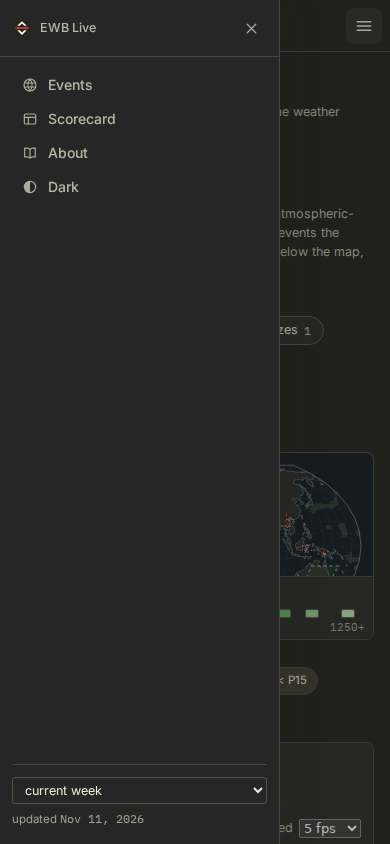 EWB Live
Events
Scorecard
About
Dark
current week
updated Nov 11, 2026
weather
tmospheric-
events the
elow the map,
zes 1
1250+
< P15
ed 5 fps